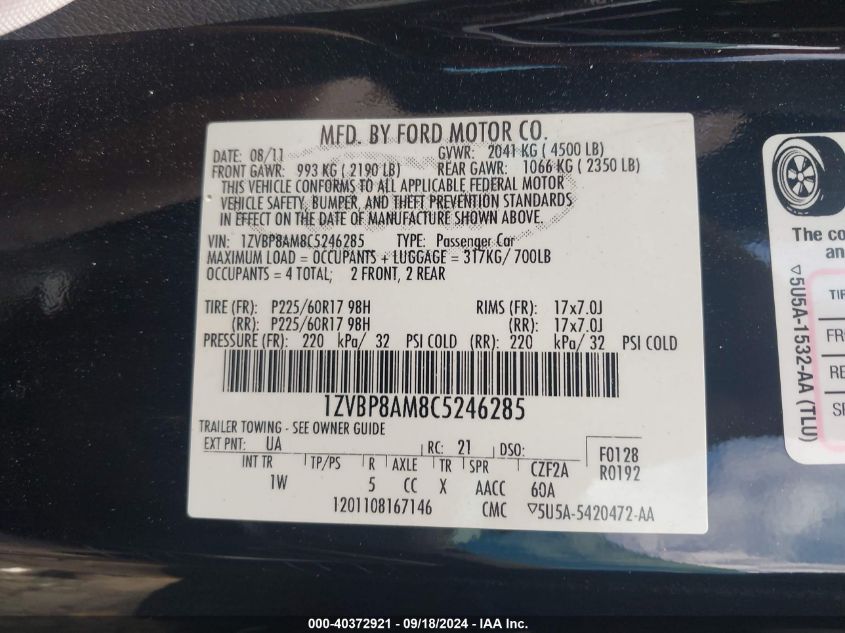 MFD. BY FORD MOTOR CO.
DATE: 08/11 GVWR: 2041 KG ( 4500 LB)
FRONT GAWR: 993 KG ( 2190 LB) REAR GAWR: 1066 KG ( 2350 LB)
THIS VEHICLE CONFORMS TO ALL APPLICABLE FEDERAL MOTOR
VEHICLE SAFETY, BUMPER, AND THEFT PREVENTION STANDARDS
IN EFFECT ON THE DATE OF MANUFACTURE SHOWN ABOVE.
VIN: 1ZVBP8AM8C5246285 TYPE: Passenger Car
MAXIMUM LOAD = OCCUPANTS + LUGGAGE = 317KG/ 700LB
OCCUPANTS = 4 TOTAL; 2 FRONT, 2 REAR
TIRE (FR): P225/60R17 98H RIMS (FR): 17x7.0J
(RR): P225/60R17 98H (RR): 17x7.0J
PRESSURE (FR): 220 kPa/ 32 PSI COLD (RR): 220 kPa/ 32 PSI COLD
1ZVBP8AM8C5246285
TRAILER TOWING - SEE OWNER GUIDE
EXT PNT: UA RC: 21 DSO: F0128
R0192
INT TR TP/PS R AXLE TR SPR CZF2A
1W 5 CC X AACC 60A
1201108167146 CMC ▽5U5A-5420472-AA
The co
an
TIR
FRO
RE
SP
▽5U5A-1532-AA (TLU)
000-40372921 - 09/18/2024 - IAA Inc.